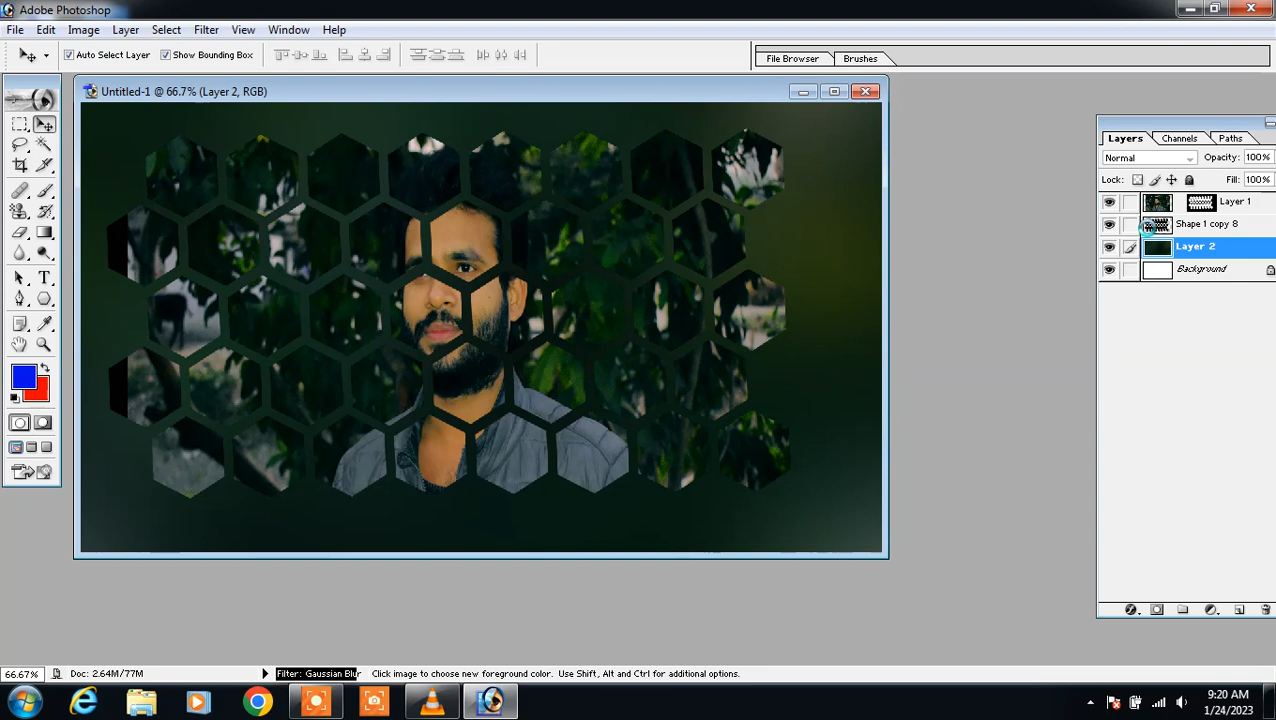 Adobe Photoshop
File Edit Image Layer Select Filter View Window Help
Auto Select Layer Show Bounding Box File Browser Brushes
Untitled-1 @ 66.7% (Layer 2, RGB)
Layers Channels Paths
Normal Opacity: 100%
Lock: Fill: 100%
Layer 1
Shape 1 copy 8
Layer 2
Background
T
66.67% Doc: 2.64M/77M Filter: Gaussian Blur Click image to choose new foreground color. Use Shift, Alt and Ctrl for additional options.
9:20 AM
1/24/2023